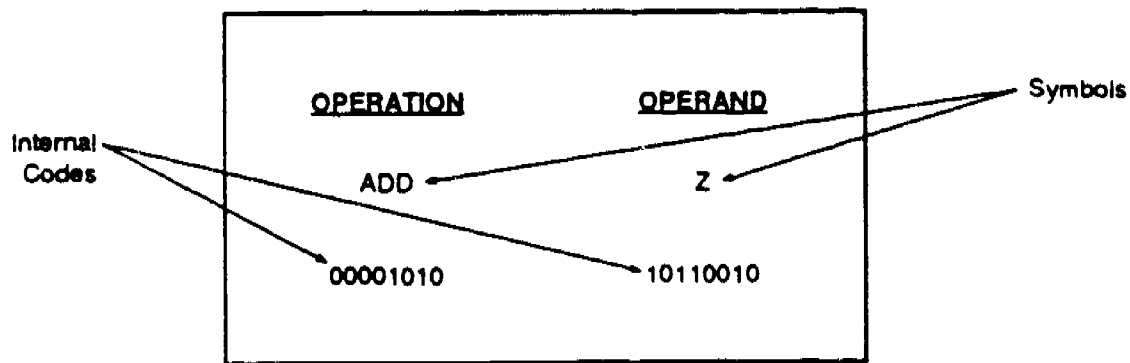 OPERATION OPERAND
Symbols
Internal
Codes
ADD Z
00001010 10110010